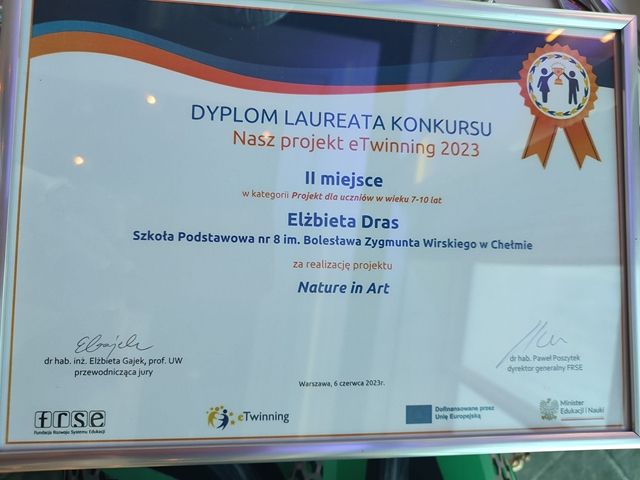 DYPLOM LAUREATA KONKURSU
Nasz projekt eTwinning 2023
II miejsce
w kategorii Projekt dla uczniów w wieku 7-10 lat
Elżbieta Dras
Szkoła Podstawowa nr 8 im. Bolesława Zygmunta Wirskiego w Chełmie
za realizację projektu
Nature in Art
dr hab. inż. Elżbieta Gajek, prof. UW
przewodnicząca jury
dr hab. Paweł Poszytek
dyrektor generalny FRSE
Warszawa, 6 czerwca 2023r.
frse
Fundacja Rozwoju Systemu Edukacji
eTwinning
Dofinansowane przez
Unię Europejską
Minister
Edukacji i Nauki